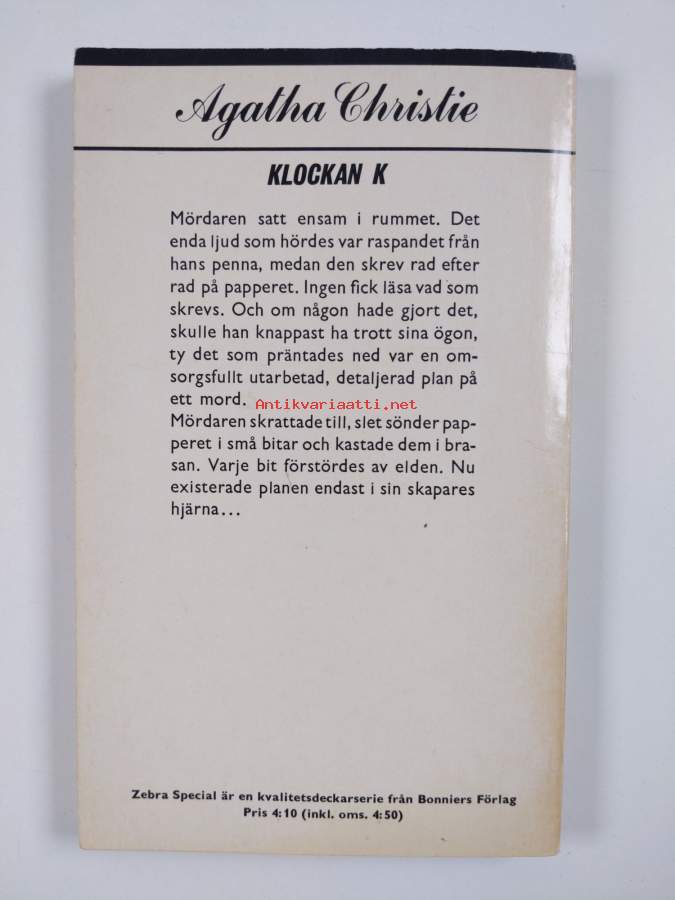 Agatha Christie
KLOCKAN K
Mördaren satt ensam i rummet. Det
enda ljud som hördes var raspandet från
hans penna, medan den skrev rad efter
rad på papperet. Ingen fick läsa vad som
skrevs. Och om någon hade gjort det,
skulle han knappast ha trott sina ögon,
ty det som präntades ned var en om-
sorgsfullt utarbetad, detaljerad plan på
ett mord.
Antikvariaatti.net
Mördaren skrattade till, slet sönder pap-
peret i små bitar och kastade dem i bra-
san. Varje bit förstördes av elden. Nu
existerade planen endast i sin skapares
hjärna...
Zebra Special är en kvalitetsdeckarserie från Bonniers Förlag
Pris 4:10 (inkl. oms. 4:50)